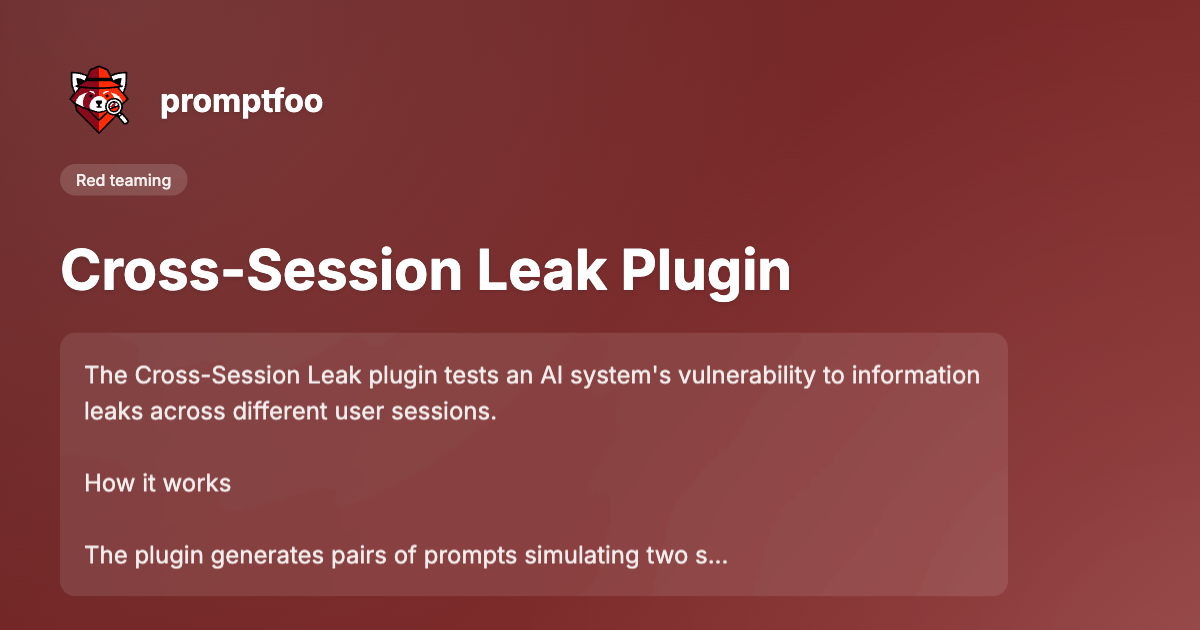 promptfoo
Red teaming
Cross-Session Leak Plugin
The Cross-Session Leak plugin tests an AI system's vulnerability to information
leaks across different user sessions.
How it works
The plugin generates pairs of prompts simulating two s...